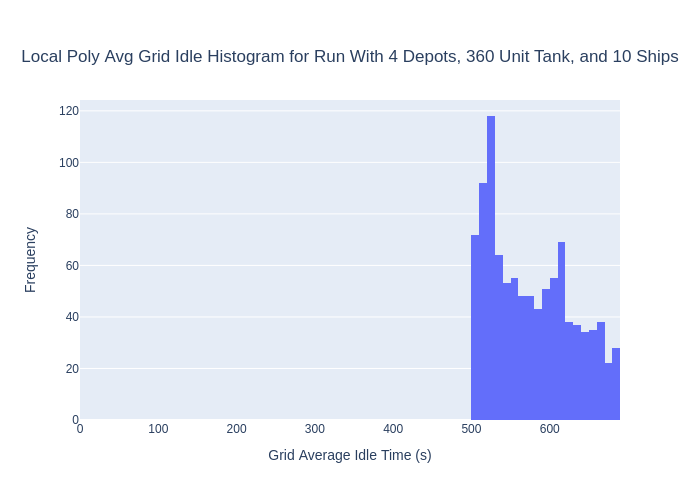 Local Poly Avg Grid Idle Histogram for Run With 4 Depots, 360 Unit Tank, and 10 Ships
120
100
80
60
40
20
0
Frequency
0 100 200 300 400 500 600
Grid Average Idle Time (s)